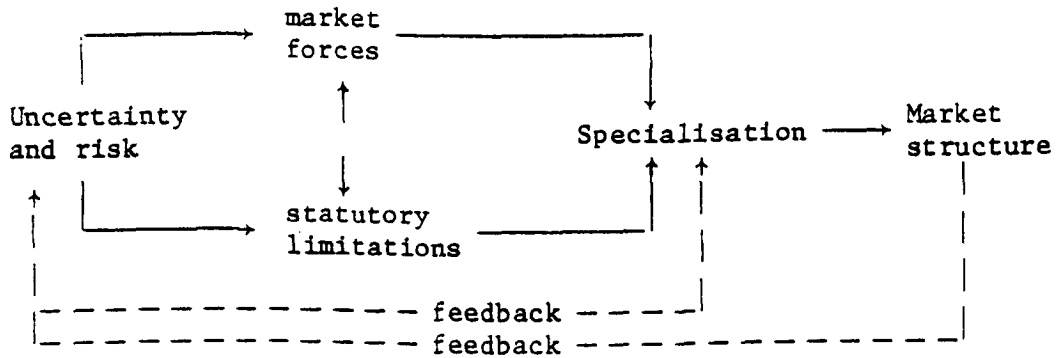 market
forces
Uncertainty
and risk
Specialisation
Market
structure
statutory
limitations
feedback
feedback